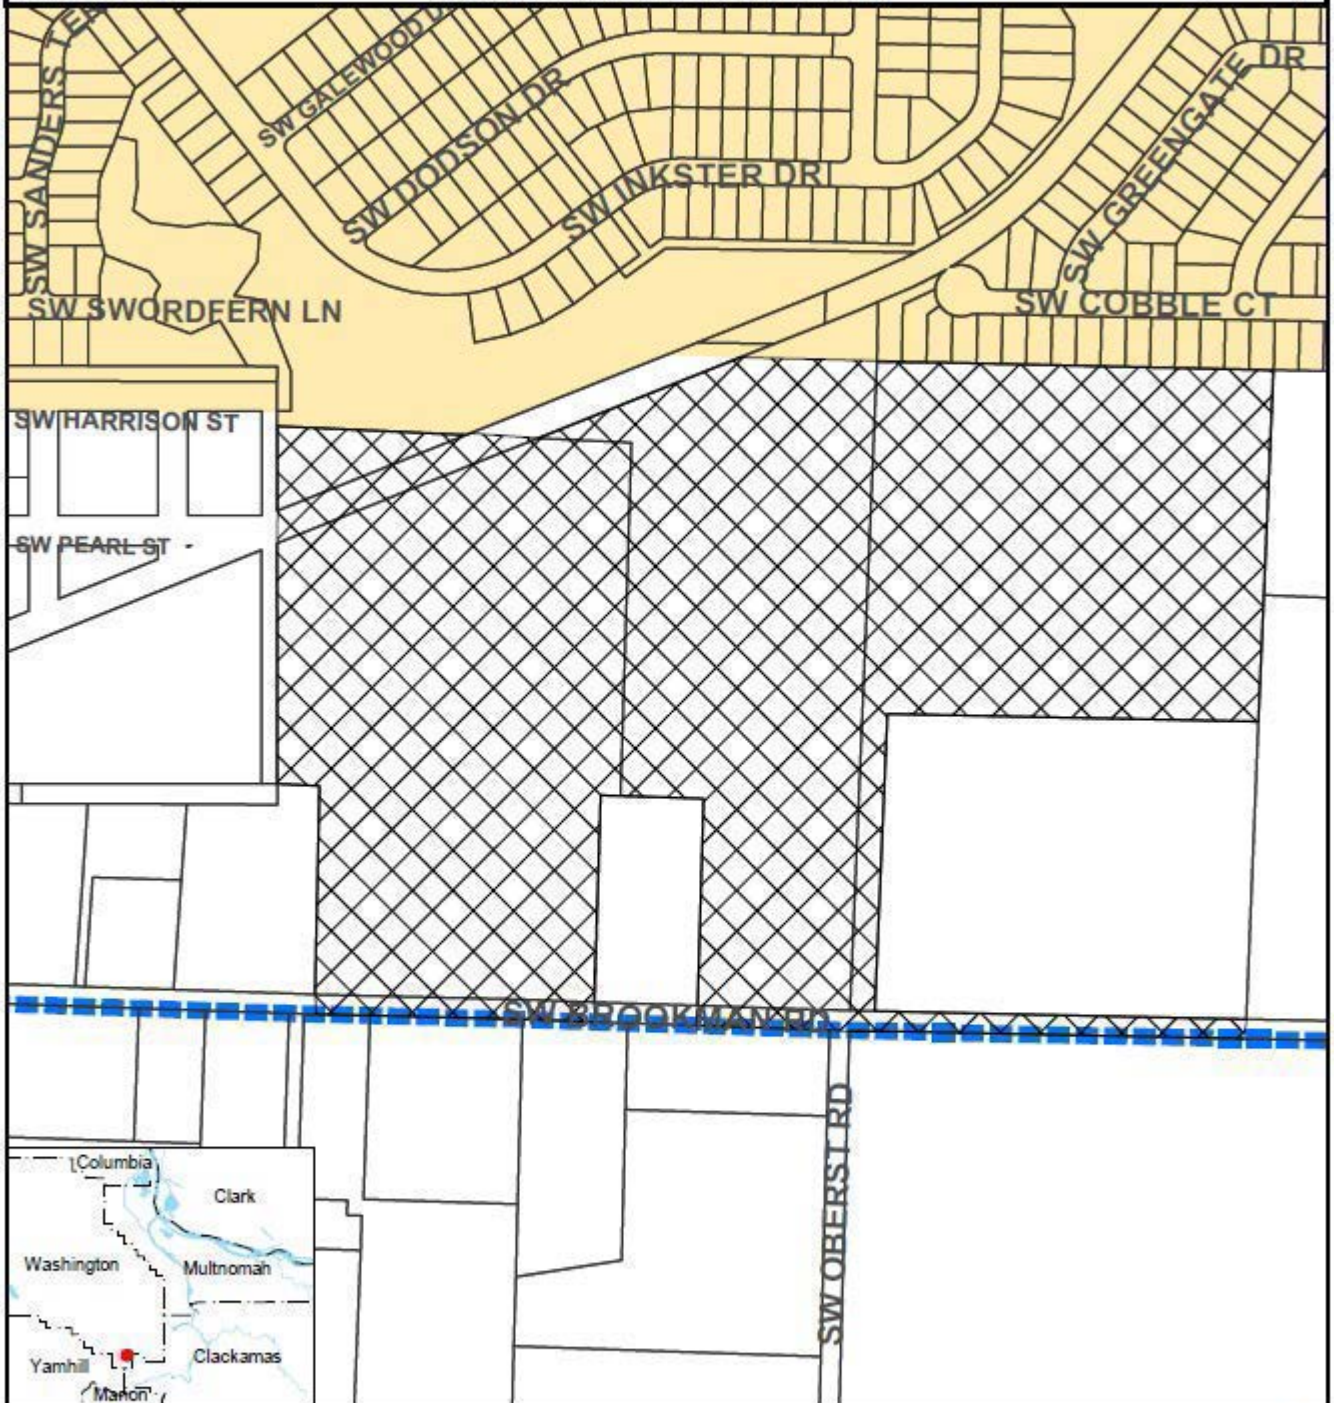 SW SANDERS TER
SW GALEWOOD D
SW DODSON DR
SW INKSTER DR
SW GREENGATE DR
SW SWORDFERN LN
SW COBBLE CT
SW HARRISON ST
SW PEARL ST
SW BROOKMAN RD
SW OBERST RD
Columbia
Clark
Washington
Multnomah
Yamhill
Clackamas
Marion